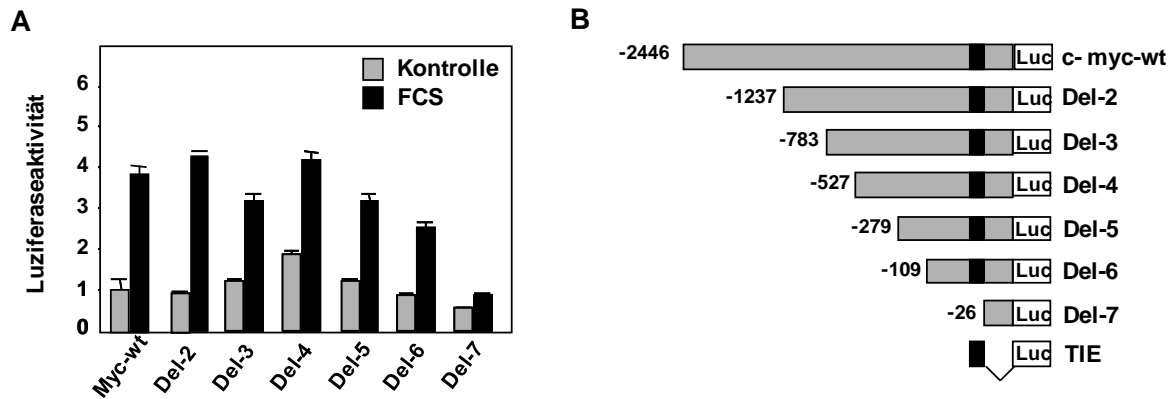 A
Luziferaseaktivität
6
5
4
3
2
1
0
Kontrolle
FCS
Myc-wt
Del-2
Del-3
Del-4
Del-5
Del-6
Del-7
B
-2446 Luc c- myc-wt
-1237 Luc Del-2
-783 Luc Del-3
-527 Luc Del-4
-279 Luc Del-5
-109 Luc Del-6
-26 Luc Del-7
Luc TIE